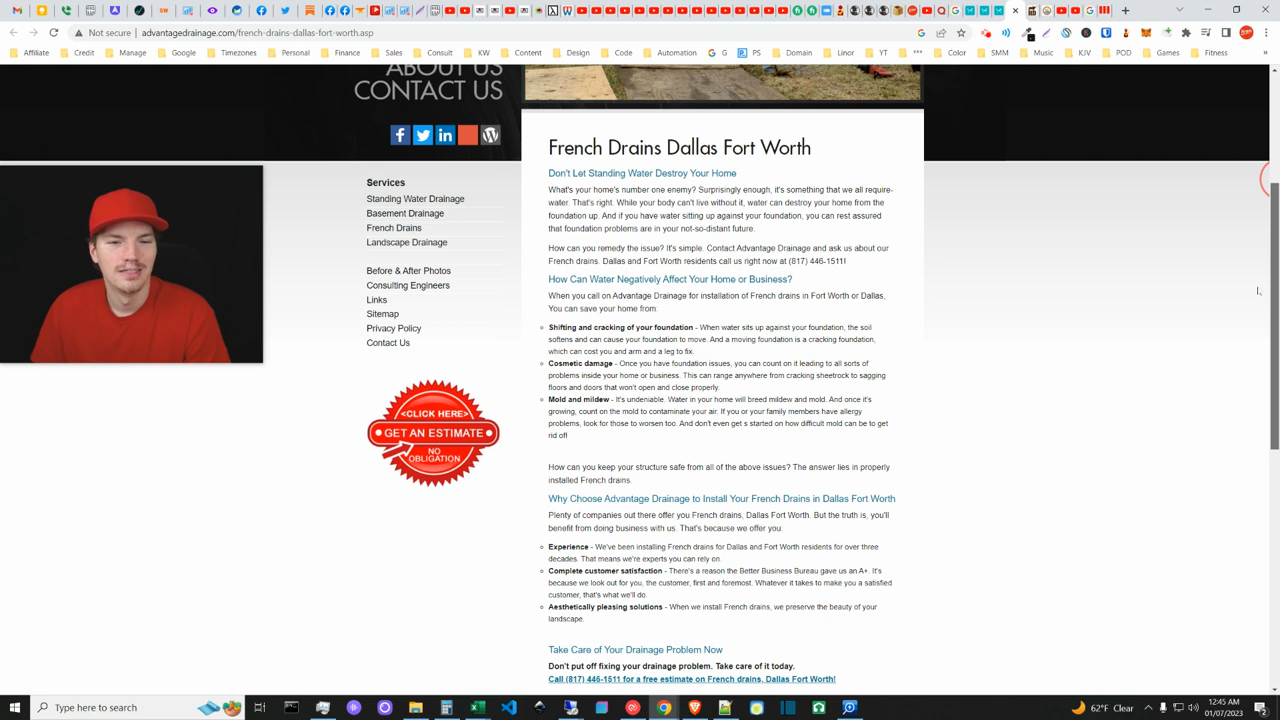 Not secure | advantagedrainage.com/french-drains-dallas-fort-worth.asp
Affiliate Credit Manage Google Timezones Personal Finance Sales Consult KW Content Design Code Automation G PS Domain Linor YT Color SMM Music KJV POD Games Fitness
ABOUT US
CONTACT US
Services
Standing Water Drainage
Basement Drainage
French Drains
Landscape Drainage
Before & After Photos
Consulting Engineers
Links
Sitemap
Privacy Policy
Contact Us
<CLICK HERE>
GET AN ESTIMATE
NO
OBLIGATION
French Drains Dallas Fort Worth
Don't Let Standing Water Destroy Your Home
What's your home's number one enemy? Surprisingly enough, it's something that we all require-
water. That's right. While your body can't live without it, water can destroy your home from the
foundation up. And if you have water sitting up against your foundation, you can rest assured
that foundation problems are in your not-so-distant future.
How can you remedy the issue? It's simple. Contact Advantage Drainage and ask us about our
French drains. Dallas and Fort Worth residents call us right now at (817) 446-1511!
How Can Water Negatively Affect Your Home or Business?
When you call on Advantage Drainage for installation of French drains in Fort Worth or Dallas,
You can save your home from:
Shifting and cracking of your foundation - When water sits up against your foundation, the soil
softens and can cause your foundation to move. And a moving foundation is a cracking foundation,
which can cost you and arm and a leg to fix.
Cosmetic damage - Once you have foundation issues, you can count on it leading to all sorts of
problems inside your home or business. This can range anywhere from cracking sheetrock to sagging
floors and doors that won't open and close properly.
Mold and mildew - It's undeniable. Water in your home will breed mildew and mold. And once it's
growing, count on the mold to contaminate your air. If you or your family members have allergy
problems, look for those to worsen too. And don't even get s started on how difficult mold can be to get
rid of!
How can you keep your structure safe from all of the above issues? The answer lies in properly
installed French drains.
Why Choose Advantage Drainage to Install Your French Drains in Dallas Fort Worth
Plenty of companies out there offer you French drains, Dallas Fort Worth. But the truth is, you'll
benefit from doing business with us. That's because we offer you:
Experience - We've been installing French drains for Dallas and Fort Worth residents for over three
decades. That means we're experts you can rely on.
Complete customer satisfaction - There's a reason the Better Business Bureau gave us an A+. It's
because we look out for you, the customer, first and foremost. Whatever it takes to make you a satisfied
customer, that's what we'll do.
Aesthetically pleasing solutions - When we install French drains, we preserve the beauty of your
landscape.
Take Care of Your Drainage Problem Now
Don't put off fixing your drainage problem. Take care of it today.
Call (817) 446-1511 for a free estimate on French drains, Dallas Fort Worth!
Type here to search
62°F Clear
12:45 AM
01/07/2023